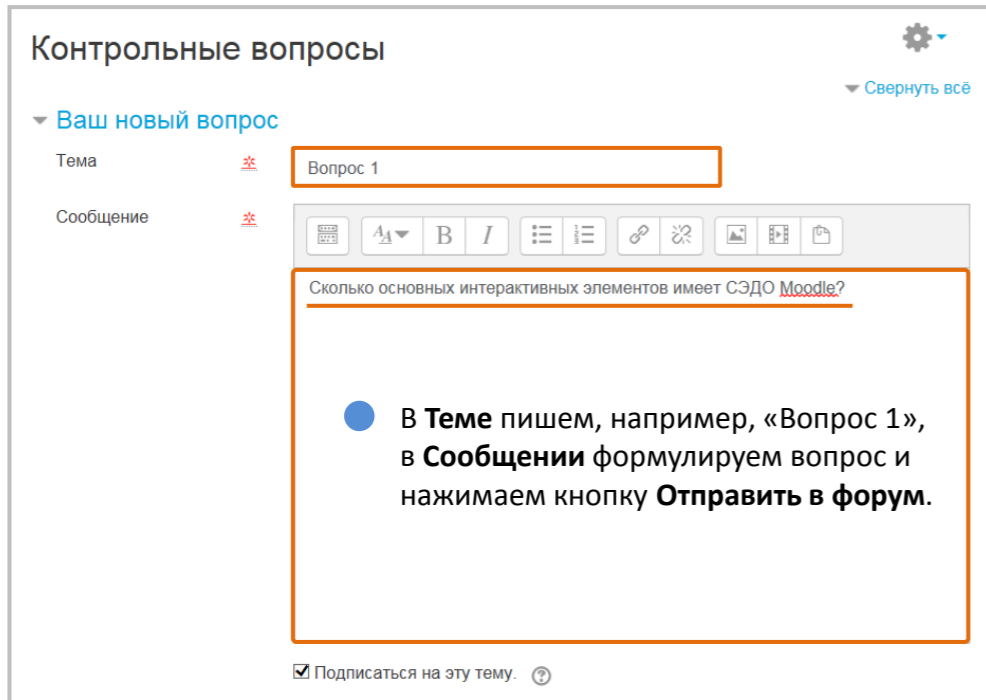 Контрольные вопросы
Свернуть всё
Ваш новый вопрос
Тема
Вопрос 1
Сообщение
Сколько основных интерактивных элементов имеет СЭДО Moodle?
В Теме пишем, например, «Вопрос 1»,
в Сообщении формулируем вопрос и
нажимаем кнопку Отправить в форум.
Подписаться на эту тему.